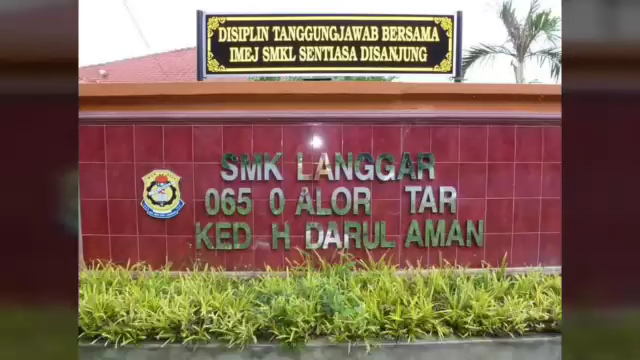 DISIPLIN TANGGUNGJAWAB BERSAMA
IMEJ SMKL SENTIASA DISANJUNG
SMK LANGGAR
065 0 ALOR TAR
KED H DARUL AMAN